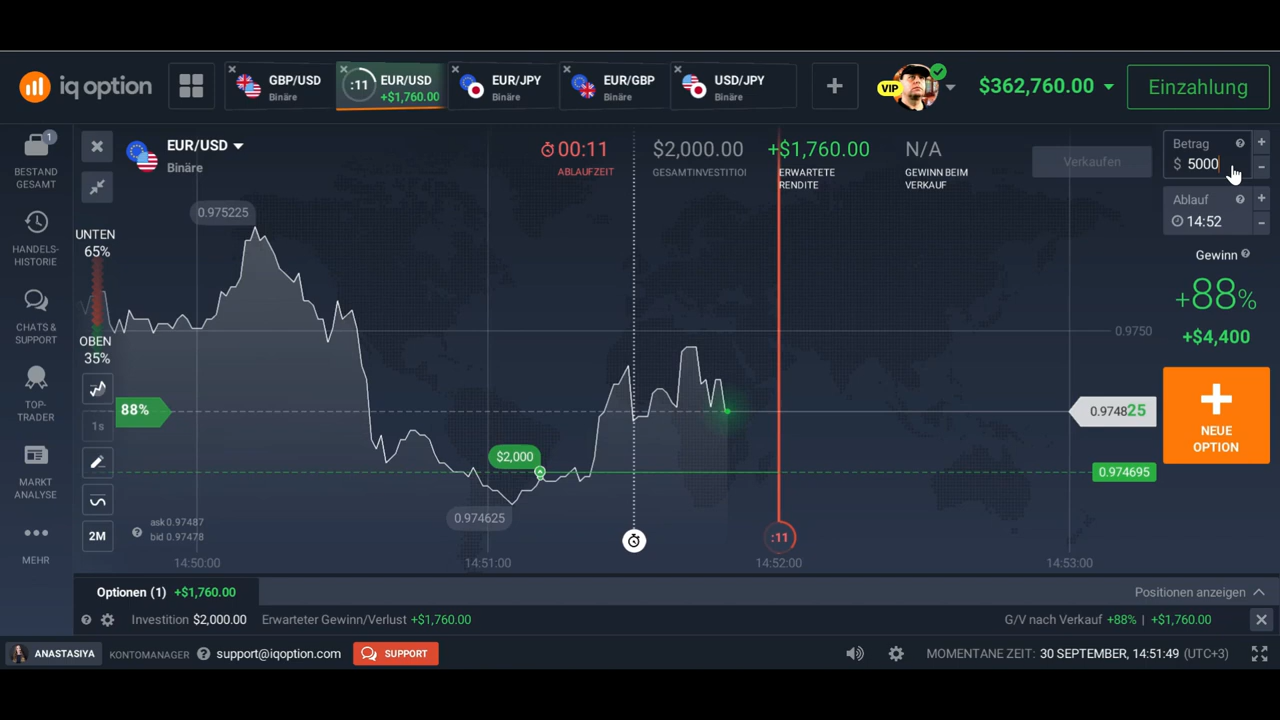 iq option
GBP/USD
Binäre
:11
EUR/USD
+$1,760.00
EUR/JPY
Binäre
EUR/GBP
Binäre
USD/JPY
Binäre
VIP
$362,760.00
Einzahlung
1
BESTAND
GESAMT
HANDELS-
HISTORIE
CHATS &
SUPPORT
TOP-
TRADER
MARKT
ANALYSE
MEHR
EUR/USD
Binäre
00:11
ABLAUFZEIT
$2,000.00
GESAMTINVESTITIOI
+$1,760.00
ERWARTETE
RENDITE
N/A
GEWINN BEIM
VERKAUF
Verkaufen
Betrag
$ 5000
Ablauf
14:52
Gewinn
+88%
+$4,400
NEUE
OPTION
UNTEN
65%
OBEN
35%
88%
1s
2M
0.975225
$2,000
0.974625
0.9750
0.974825
0.974695
ask 0.97487
bid 0.97478
:11
14:50:00
14:51:00
14:52:00
14:53:00
Optionen (1) +$1,760.00
Positionen anzeigen
Investition $2,000.00 Erwarteter Gewinn/Verlust +$1,760.00
G/V nach Verkauf +88% | +$1,760.00
ANASTASIYA
KONTOMANAGER
support@iqoption.com
SUPPORT
MOMENTANE ZEIT: 30 SEPTEMBER, 14:51:49 (UTC+3)